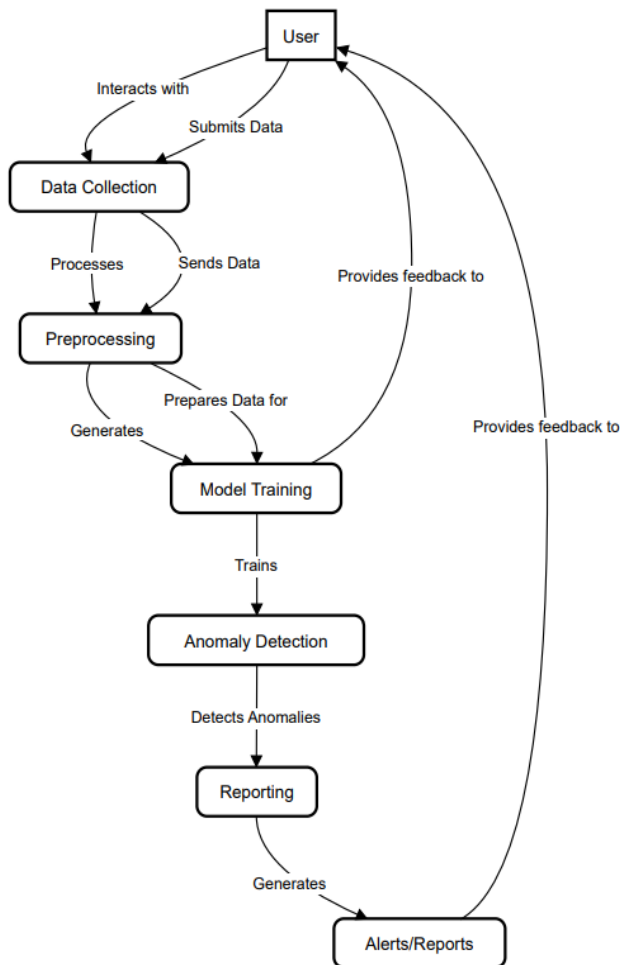 User
Interacts with
Submits Data
Data Collection
Processes
Sends Data
Provides feedback to
Preprocessing
Prepares Data for
Generates
Provides feedback to
Model Training
Trains
Anomaly Detection
Detects Anomalies
Reporting
Generates
Alerts/Reports